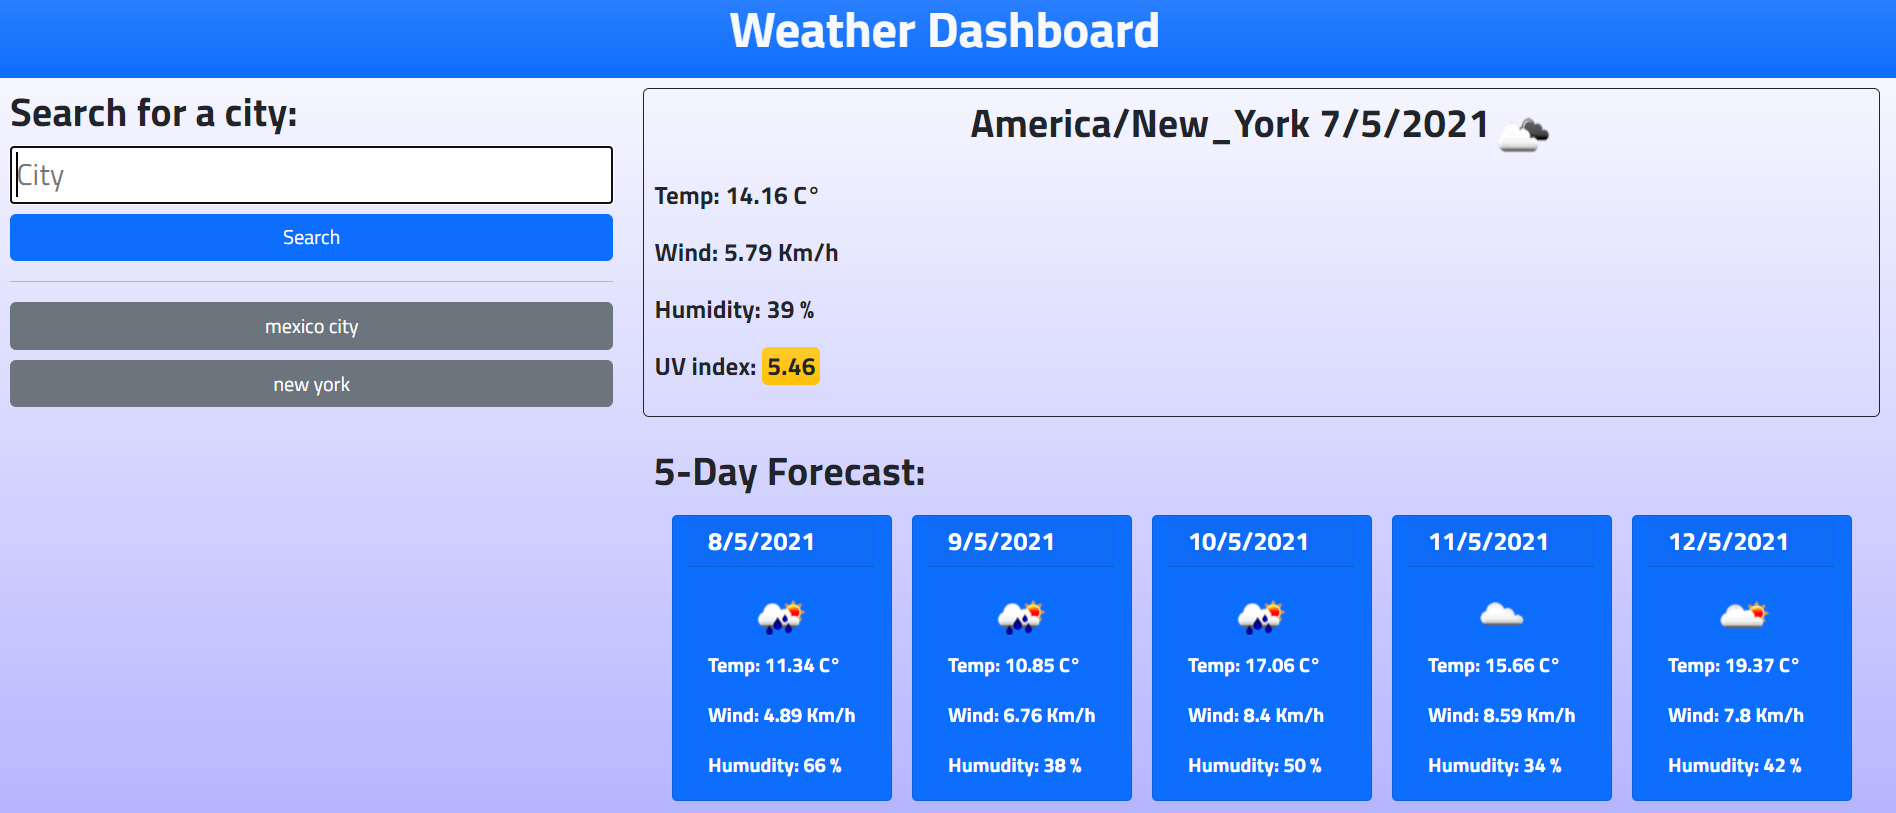 Weather Dashboard
Search for a city:
City
Search
mexico city
new york
America/New_York 7/5/2021
Temp: 14.16 C°
Wind: 5.79 Km/h
Humidity: 39 %
UV index: 5.46
5-Day Forecast:
8/5/2021
Temp: 11.34 C°
Wind: 4.89 Km/h
Humudity: 66 %
9/5/2021
Temp: 10.85 C°
Wind: 6.76 Km/h
Humudity: 38 %
10/5/2021
Temp: 17.06 C°
Wind: 8.4 Km/h
Humudity: 50 %
11/5/2021
Temp: 15.66 C°
Wind: 8.59 Km/h
Humudity: 34 %
12/5/2021
Temp: 19.37 C°
Wind: 7.8 Km/h
Humudity: 42 %